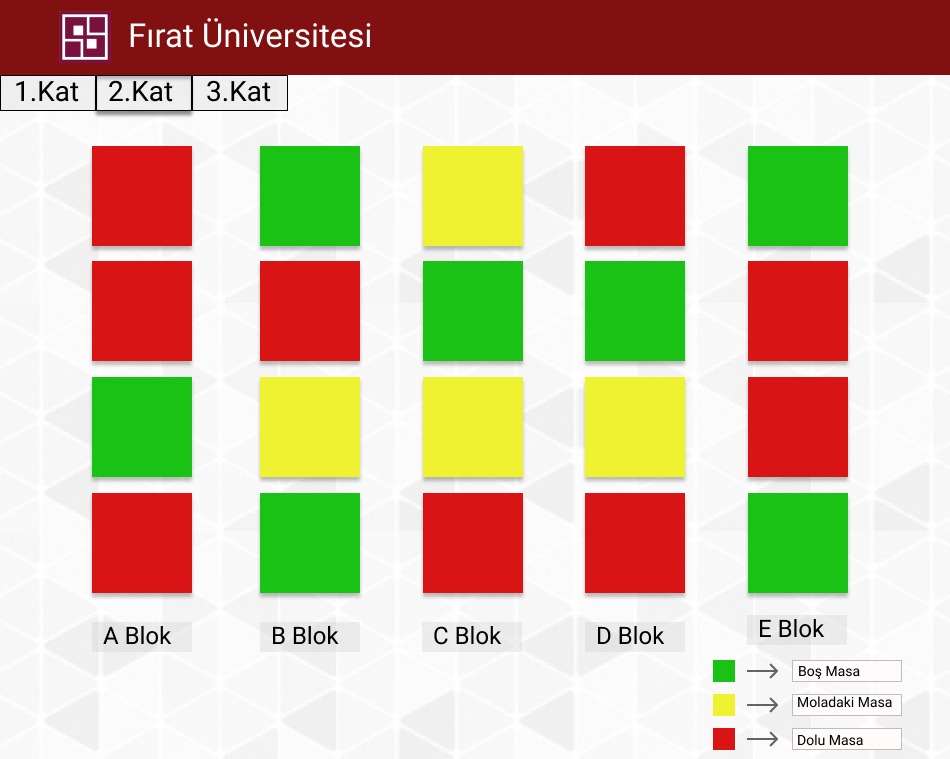 Fırat Üniversitesi
1.Kat 2.Kat 3.Kat
A Blok B Blok C Blok D Blok E Blok
Boş Masa
Moladaki Masa
Dolu Masa